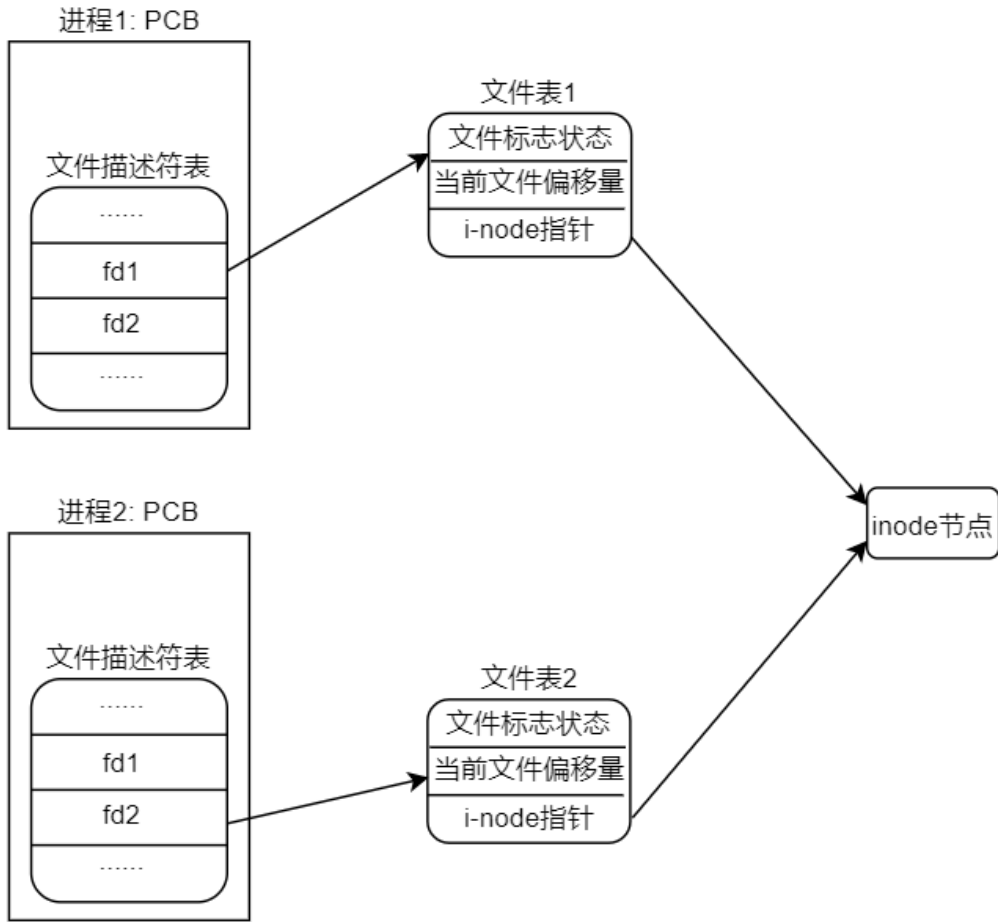 进程1: PCB
文件描述符表
......
fd1
fd2
......
文件表1
文件标志状态
当前文件偏移量
i-node指针
进程2: PCB
文件描述符表
......
fd1
fd2
......
文件表2
文件标志状态
当前文件偏移量
i-node指针
inode节点